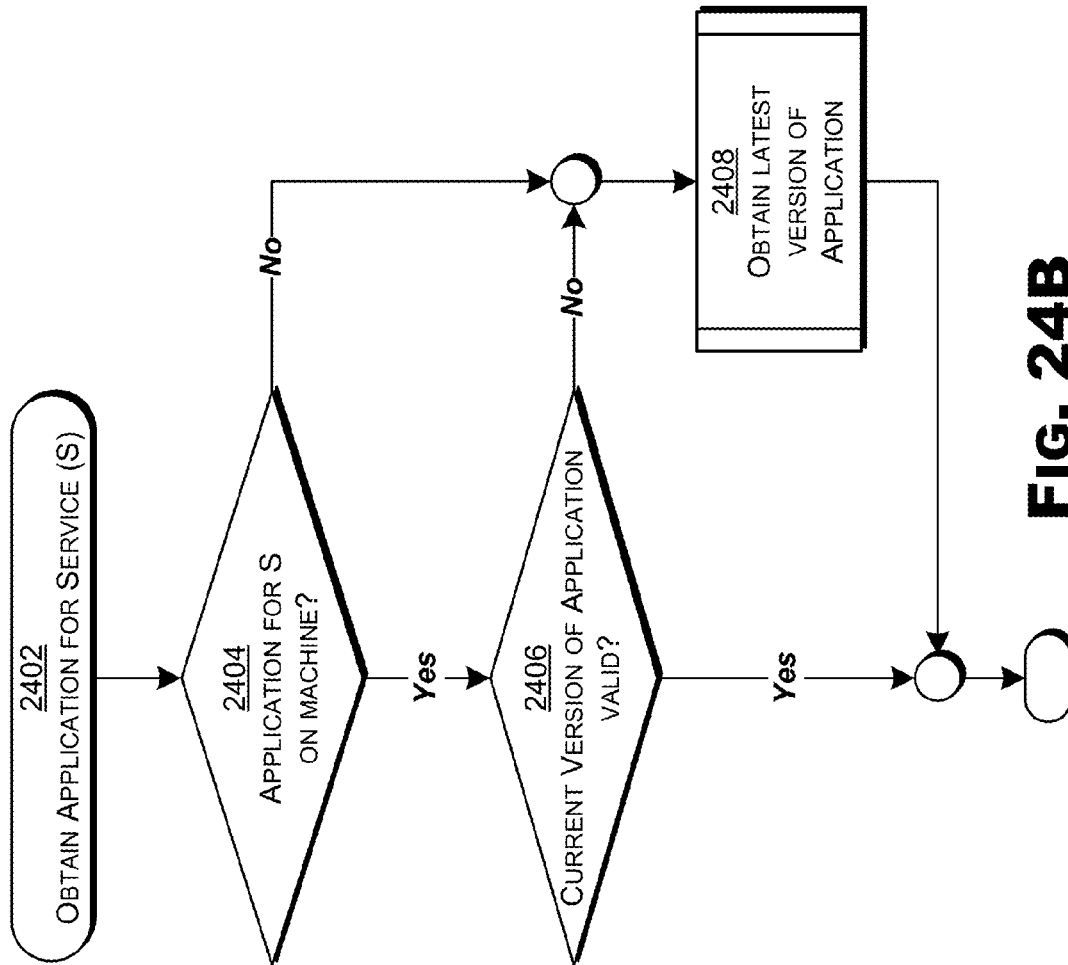 2402
OBTAIN APPLICATION FOR SERVICE (S)
2404
APPLICATION FOR S
ON MACHINE?
No
Yes
2406
CURRENT VERSION OF APPLICATION
VALID?
No
Yes
2408
OBTAIN LATEST
VERSION OF
APPLICATION
FIG. 24B